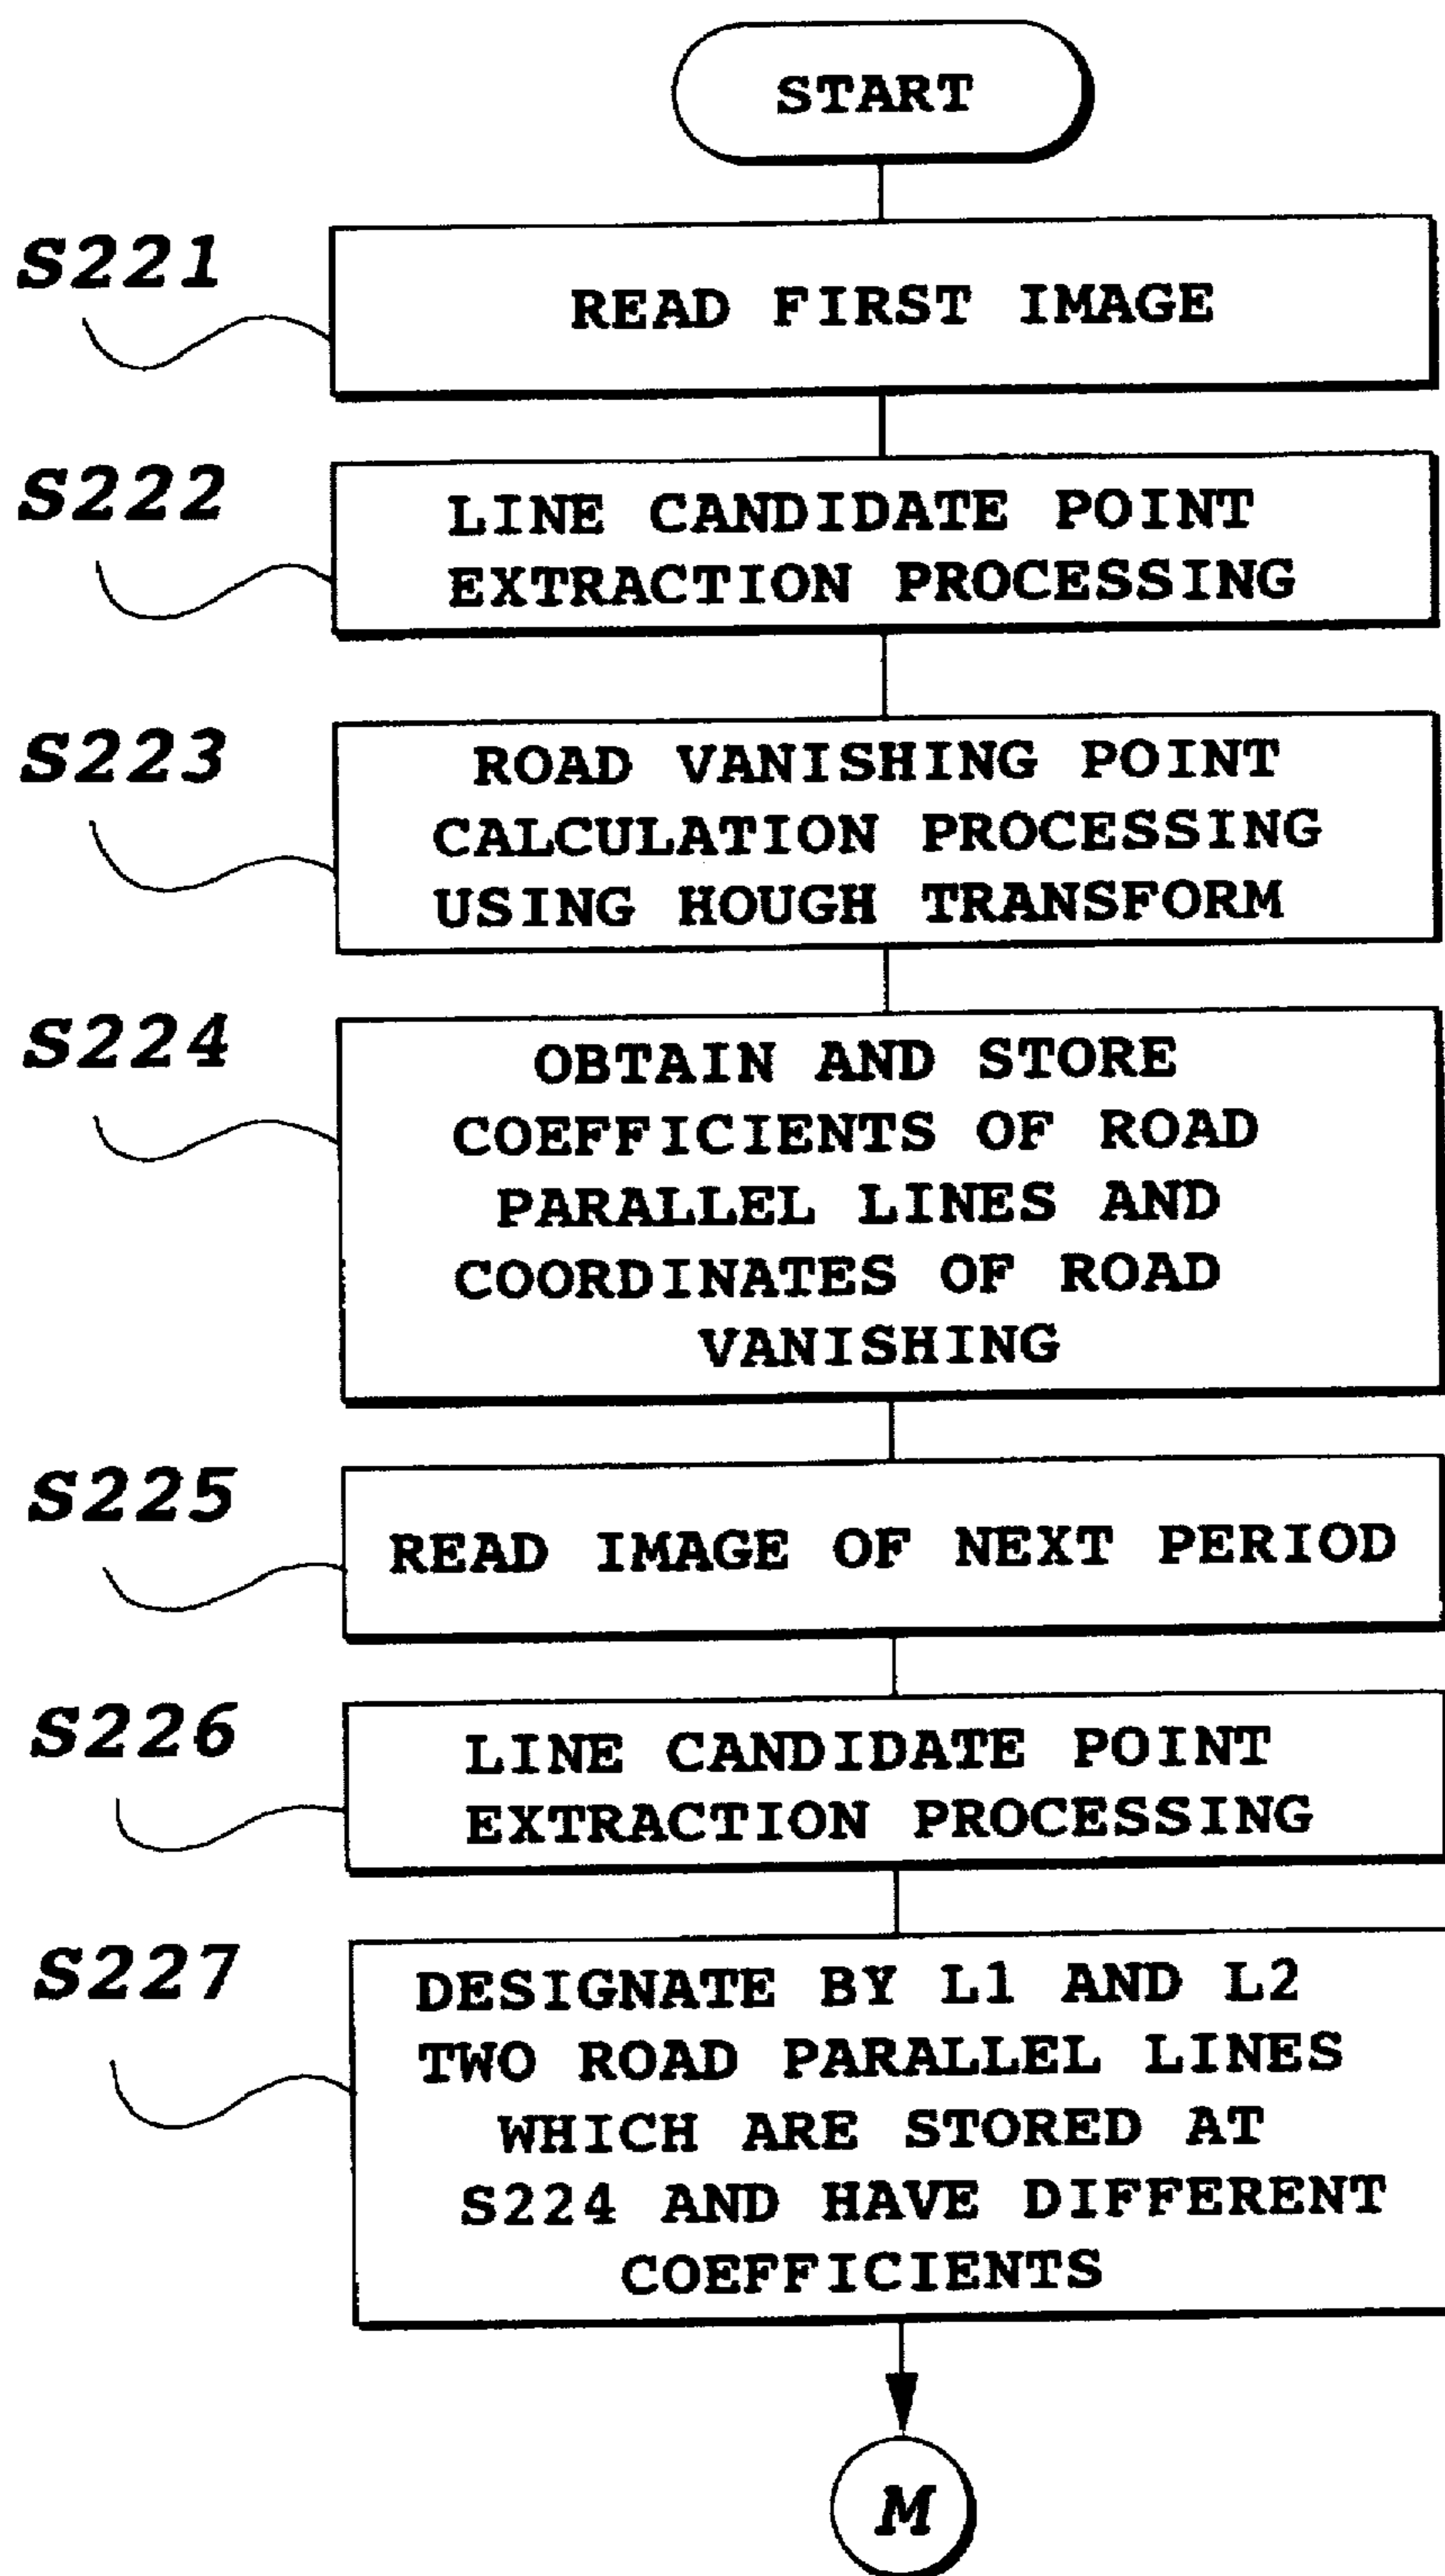 START
S221
READ FIRST IMAGE
S222
LINE CANDIDATE POINT
EXTRACTION PROCESSING
S223
ROAD VANISHING POINT
CALCULATION PROCESSING
USING HOUGH TRANSFORM
S224
OBTAIN AND STORE
COEFFICIENTS OF ROAD
PARALLEL LINES AND
COORDINATES OF ROAD
VANISHING
S225
READ IMAGE OF NEXT PERIOD
S226
LINE CANDIDATE POINT
EXTRACTION PROCESSING
S227
DESIGNATE BY L1 AND L2
TWO ROAD PARALLEL LINES
WHICH ARE STORED AT
S224 AND HAVE DIFFERENT
COEFFICIENTS
M